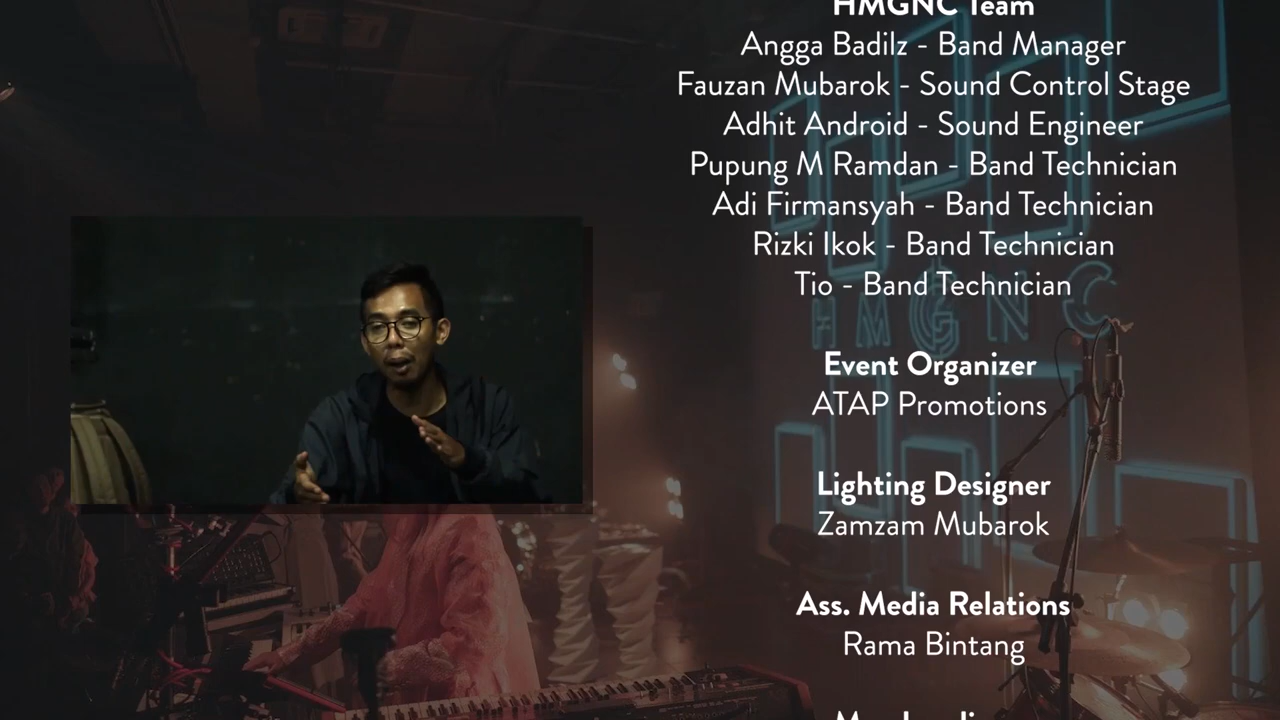 HMGNC Team
Angga Badilz - Band Manager
Fauzan Mubarok - Sound Control Stage
Adhit Android - Sound Engineer
Pupung M Ramdan - Band Technician
Adi Firmansyah - Band Technician
Rizki Ikok - Band Technician
Tio - Band Technician
HMGNC
Event Organizer
ATAP Promotions
Lighting Designer
Zamzam Mubarok
Ass. Media Relations
Rama Bintang